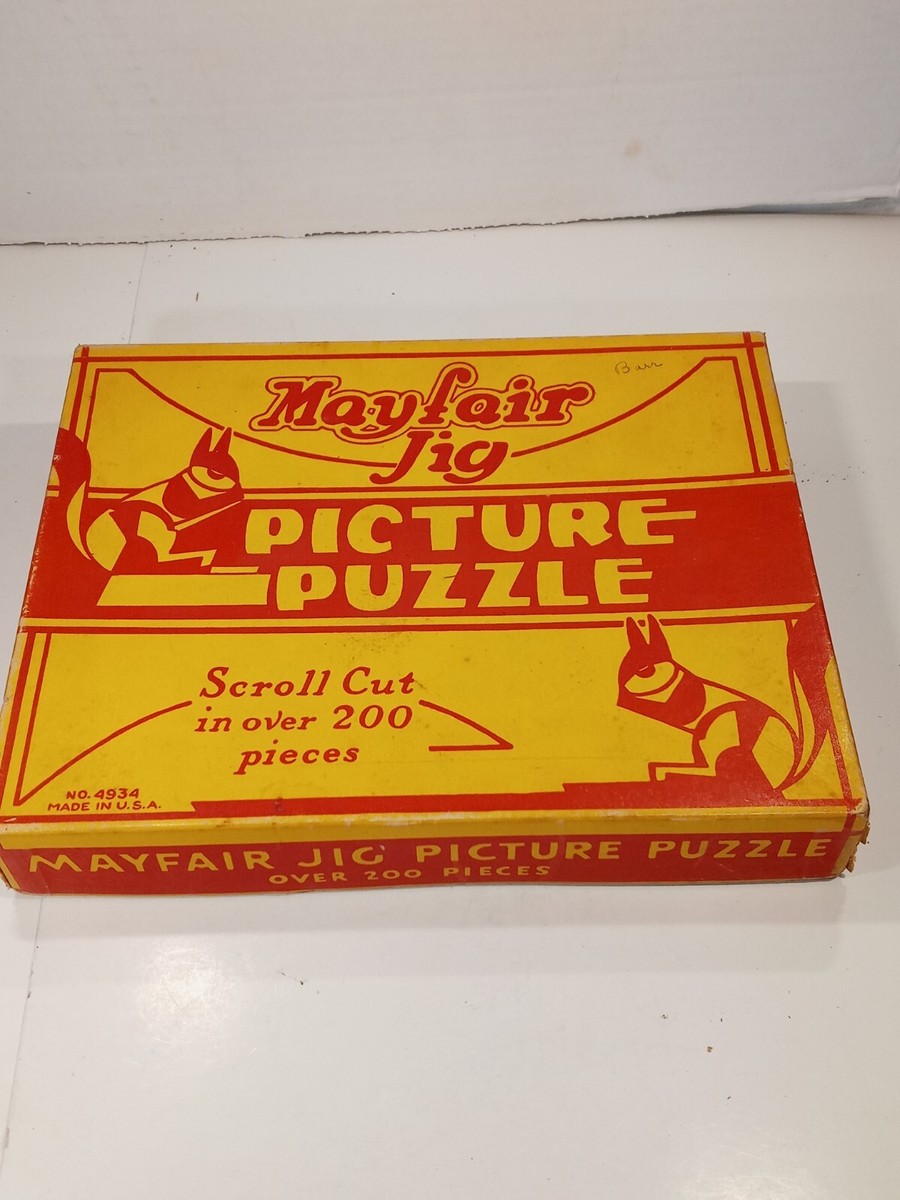 Barr
Mayfair
Jig
PICTURE
PUZZLE
Scroll Cut
in over 200
pieces
NO. 4934
MADE IN U.S.A.
MAYFAIR JIG PICTURE PUZZLE
OVER 200 PIECES